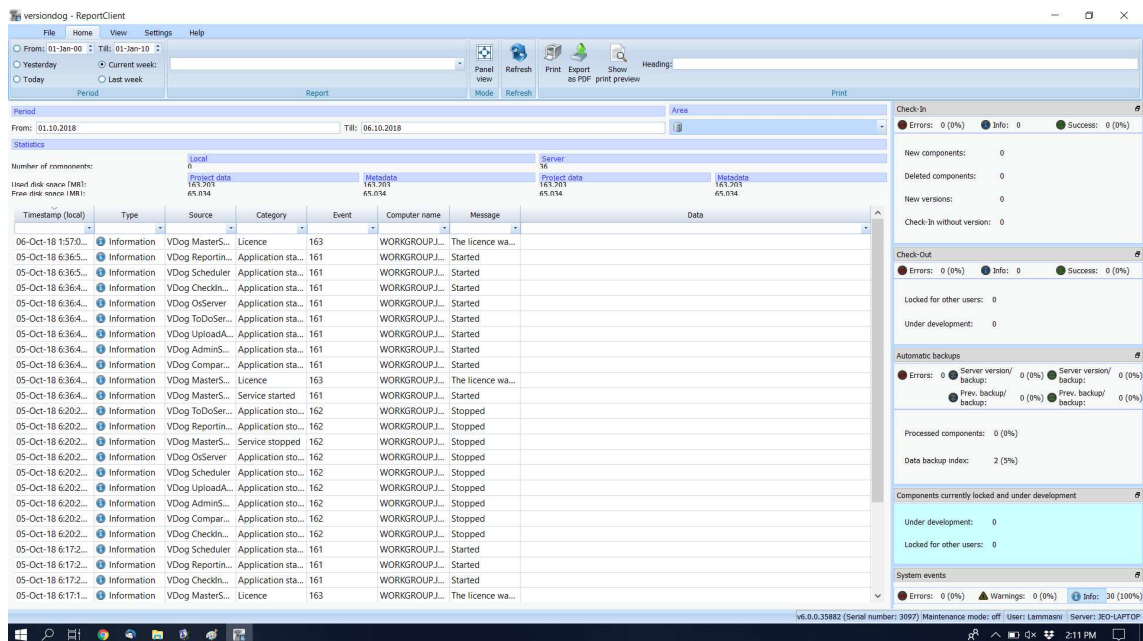 versiondog - ReportClient
File Home View Settings Help
From: 01-Jan-00 Till: 01-Jan-10
Yesterday Current week:
Today Last week
Panel view
Refresh
Print
Export as PDF
Show print preview
Heading:
Period Report Mode Refresh Print
Period Area
From: 01.10.2018 Till: 06.10.2018
Statistics
Local Server
Number of components: 0 36
Project data Metadata Project data Metadata
Used disk space [MB]: 163.203 163.203 163.203 163.203
Free disk space [MB]: 65.034 65.034 65.034 65.034
Timestamp (local) Type Source Category Event Computer name Message Data
06-Oct-18 1:57:0... Information VDog MasterS... Licence 163 WORKGROUP.J... The licence wa...
05-Oct-18 6:36:5... Information VDog Reportin... Application sta... 161 WORKGROUP.J... Started
05-Oct-18 6:36:5... Information VDog Scheduler Application sta... 161 WORKGROUP.J... Started
05-Oct-18 6:36:4... Information VDog CheckIn... Application sta... 161 WORKGROUP.J... Started
05-Oct-18 6:36:4... Information VDog OsServer Application sta... 161 WORKGROUP.J... Started
05-Oct-18 6:36:4... Information VDog ToDoSer... Application sta... 161 WORKGROUP.J... Started
05-Oct-18 6:36:4... Information VDog UploadA... Application sta... 161 WORKGROUP.J... Started
05-Oct-18 6:36:4... Information VDog AdminS... Application sta... 161 WORKGROUP.J... Started
05-Oct-18 6:36:4... Information VDog Compar... Application sta... 161 WORKGROUP.J... Started
05-Oct-18 6:36:4... Information VDog MasterS... Licence 163 WORKGROUP.J... The licence wa...
05-Oct-18 6:36:4... Information VDog MasterS... Service started 161 WORKGROUP.J... Started
05-Oct-18 6:20:2... Information VDog ToDoSer... Application sto... 162 WORKGROUP.J... Stopped
05-Oct-18 6:20:2... Information VDog Reportin... Application sto... 162 WORKGROUP.J... Stopped
05-Oct-18 6:20:2... Information VDog MasterS... Service stopped 162 WORKGROUP.J... Stopped
05-Oct-18 6:20:2... Information VDog OsServer Application sto... 162 WORKGROUP.J... Stopped
05-Oct-18 6:20:2... Information VDog Scheduler Application sto... 162 WORKGROUP.J... Stopped
05-Oct-18 6:20:2... Information VDog UploadA... Application sto... 162 WORKGROUP.J... Stopped
05-Oct-18 6:20:2... Information VDog AdminS... Application sto... 162 WORKGROUP.J... Stopped
05-Oct-18 6:20:2... Information VDog Compar... Application sto... 162 WORKGROUP.J... Stopped
05-Oct-18 6:20:2... Information VDog CheckIn... Application sto... 162 WORKGROUP.J... Stopped
05-Oct-18 6:17:2... Information VDog Scheduler Application sta... 161 WORKGROUP.J... Started
05-Oct-18 6:17:2... Information VDog Reportin... Application sta... 161 WORKGROUP.J... Started
05-Oct-18 6:17:2... Information VDog CheckIn... Application sta... 161 WORKGROUP.J... Started
05-Oct-18 6:17:1... Information VDog MasterS... Licence 163 WORKGROUP.J... The licence wa...
Check-In
Errors: 0 (0%) Info: 0 Success: 0 (0%)
New components: 0
Deleted components: 0
New versions: 0
Check-In without version: 0
Check-Out
Errors: 0 (0%) Info: 0 Success: 0 (0%)
Locked for other users: 0
Under development: 0
Automatic backups
Errors: 0 Server version/ backup: 0 (0%) Server version/ backup: 0 (0%)
Prev. backup/ backup: 0 (0%) Prev. backup/ backup: 0 (0%)
Processed components: 0 (0%)
Data backup index: 2 (5%)
Components currently locked and under development
Under development: 0
Locked for other users: 0
System events
Errors: 0 (0%) Warnings: 0 (0%) Info: 30 (100%)
v6.0.0.35882 (Serial number: 3097) Maintenance mode: off User: Lammasni Server: JEO-LAPTOP
2:11 PM